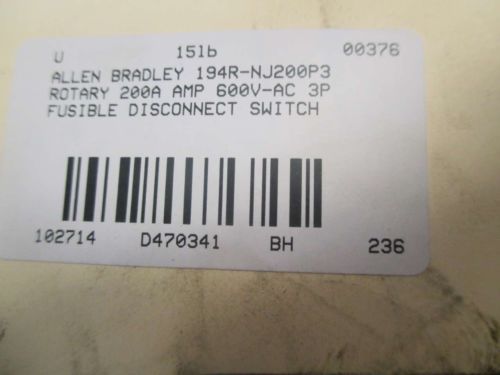 U 15lb 00376
ALLEN BRADLEY 194R-NJ200P3
ROTARY 200A AMP 600V-AC 3P
FUSIBLE DISCONNECT SWITCH
102714 D470341 BH 236